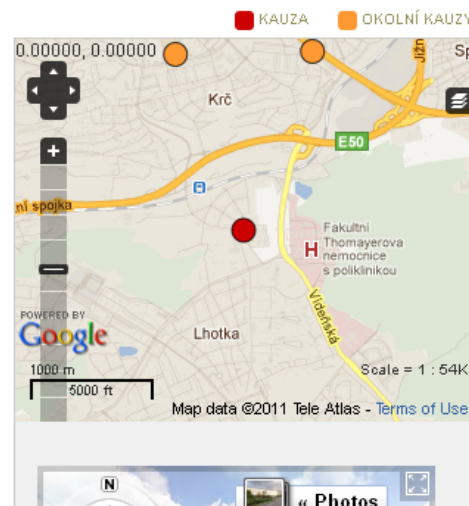 KAUZA OKOLNÍ KAUZY
0.00000, 0.00000
Krč
E50
ní spojka
Fakultní
Thomayerova
H nemocnice
s poliklinikou
Vídeňská
POWERED BY
Google
Lhotka
1000 m
5000 ft
Scale = 1 : 54K
Map data ©2011 Tele Atlas - Terms of Use
N
« Photos